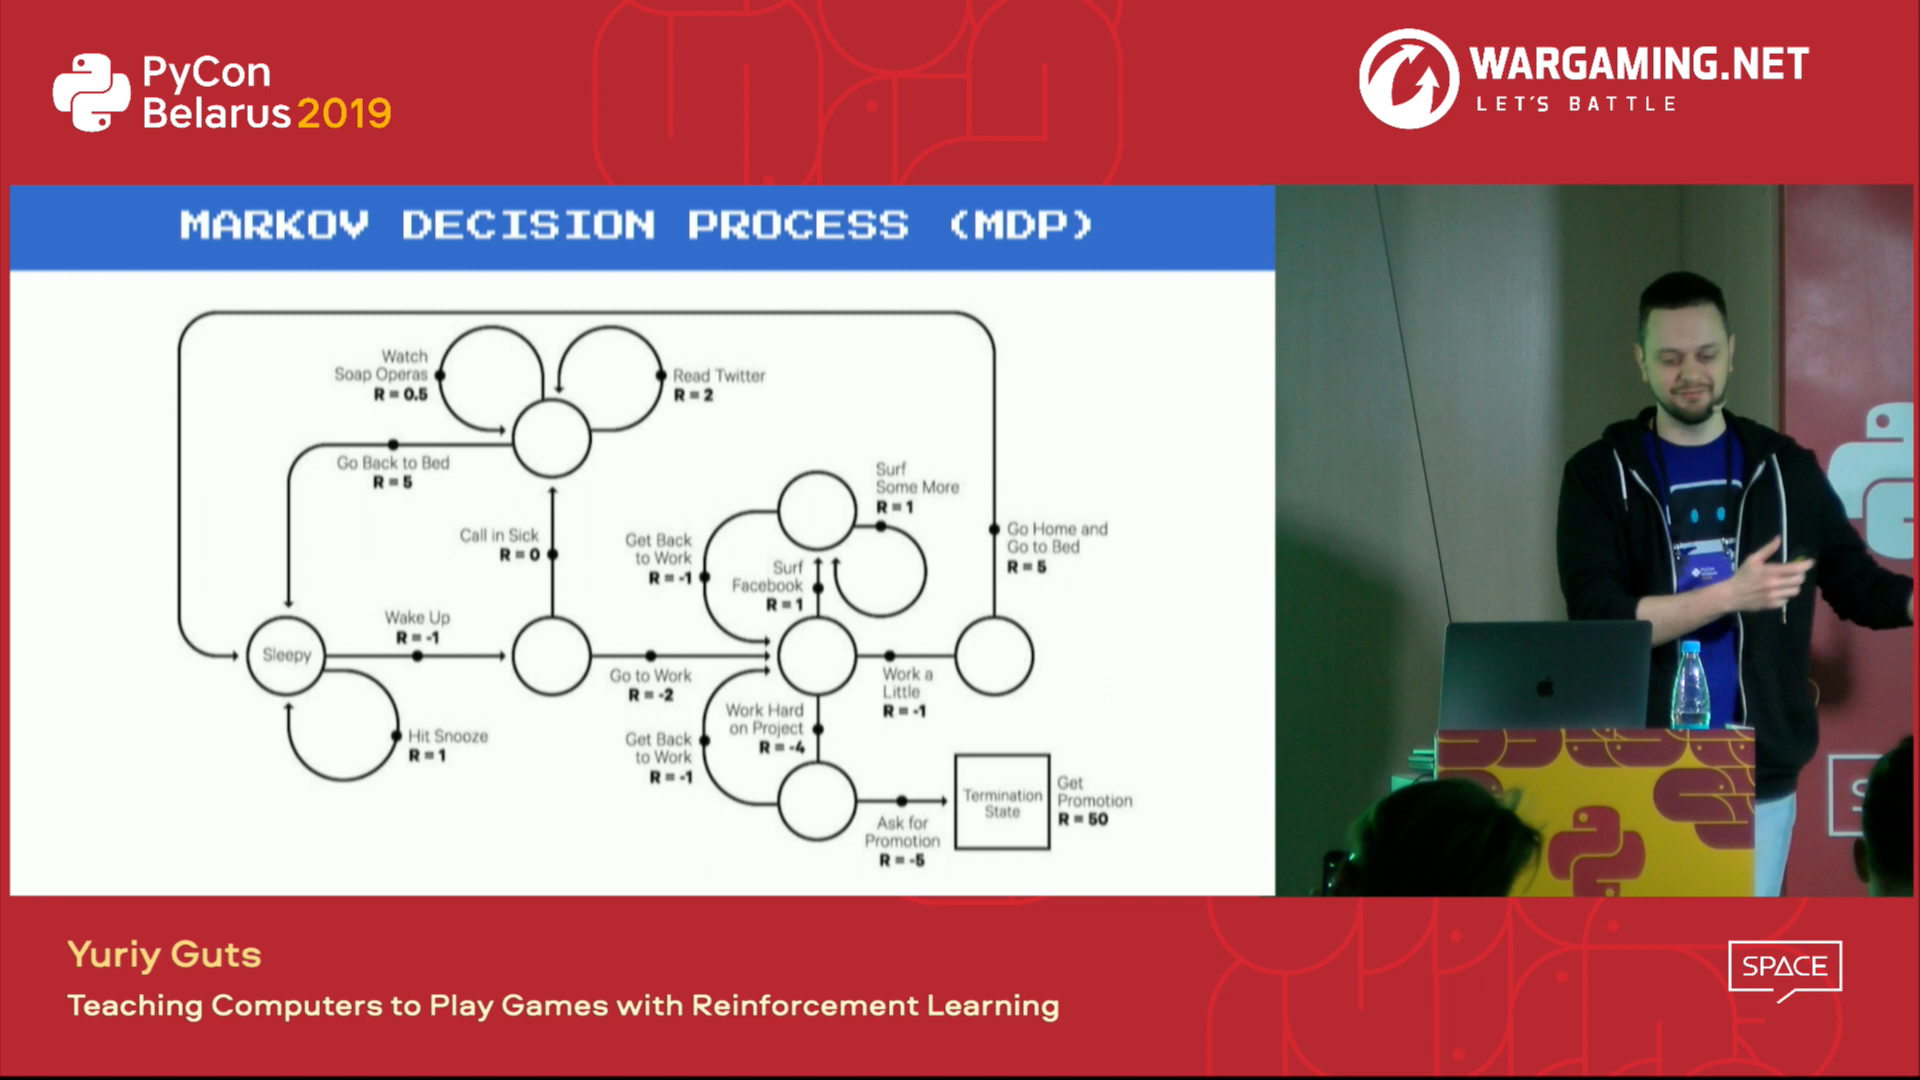 PyCon
Belarus 2019
WARGAMING.NET
LET'S BATTLE
MARKOV DECISION PROCESS (MDP)
Watch
Soap Operas
R = 0.5
Read Twitter
R = 2
Go Back to Bed
R = 5
Call in Sick
R = 0
Surf
Some More
R = 1
Get Back
to Work
R = -1
Surf
Facebook
R = 1
Go Home and
Go to Bed
R = 5
Wake Up
R = -1
Sleepy
Go to Work
R = -2
Work a
Little
R = -1
Hit Snooze
R = 1
Work Hard
on Project
R = -4
Get Back
to Work
R = -1
Termination
State
Get
Promotion
R = 50
Ask for
Promotion
R = -5
Yuriy Guts
Teaching Computers to Play Games with Reinforcement Learning
SPACE